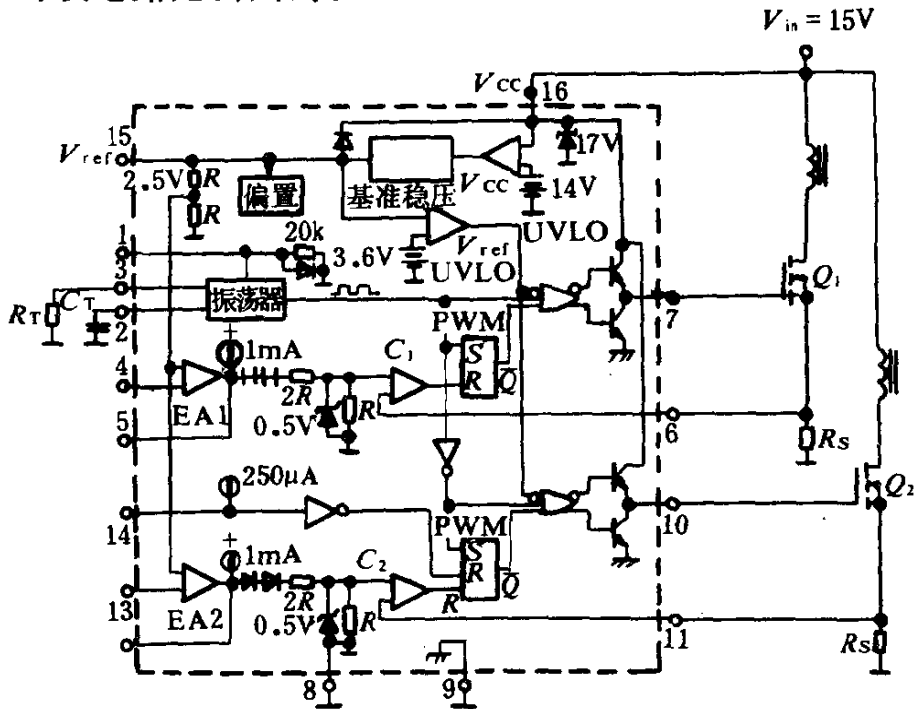 V_in = 15V
V_CC
16
15
V_ref
2.5V
R
R
偏置
基准稳压
V_CC
17V
14V
UVLO
1
20k
3.6V
V_ref
UVLO
3
R_T
C_T
2
振荡器
PWM
7
Q_1
1mA
4
EA1
2R
0.5V
R
C_1
S
R
Q̄
5
6
R_S
250μA
14
10
Q_2
PWM
1mA
13
EA2
2R
0.5V
R
C_2
R
S
R
Q̄
11
R_S
8
9